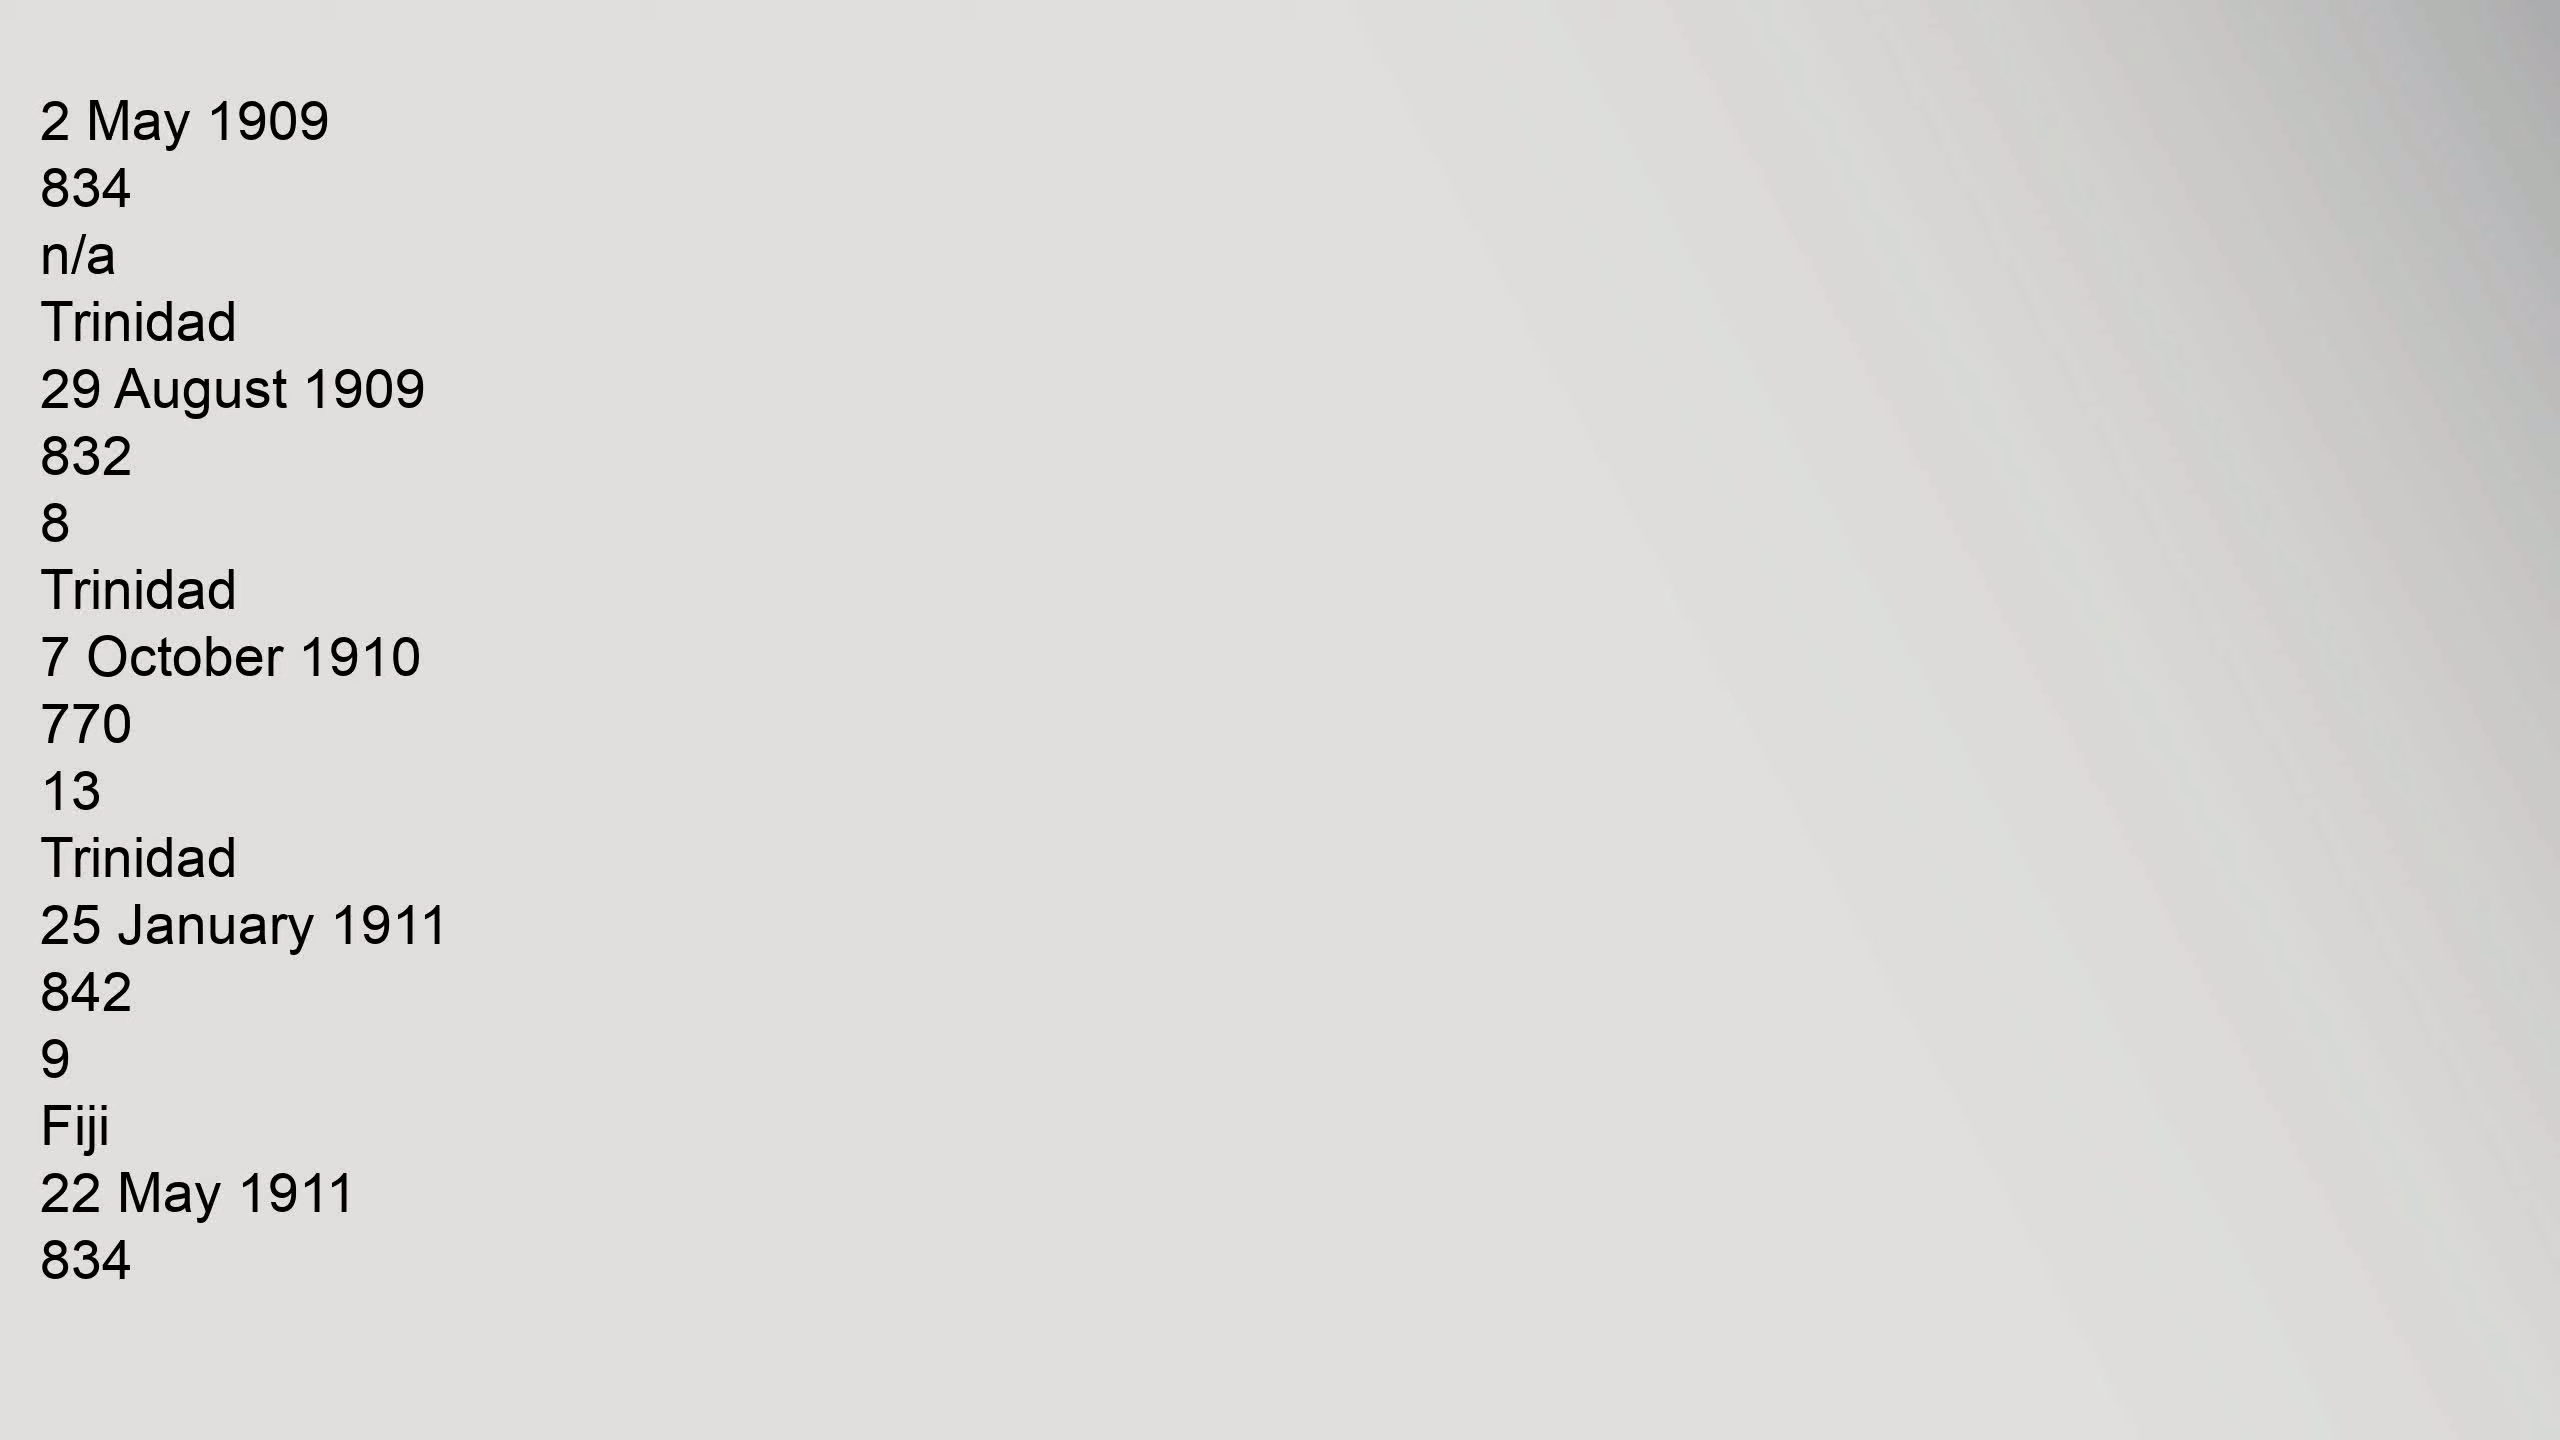 2 May 1909
834
n/a
Trinidad
29 August 1909
832
8
Trinidad
7 October 1910
770
13
Trinidad
25 January 1911
842
9
Fiji
22 May 1911
834